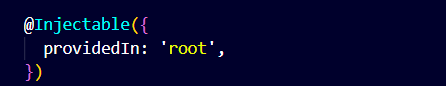 @Injectable({
  providedIn: 'root',
})